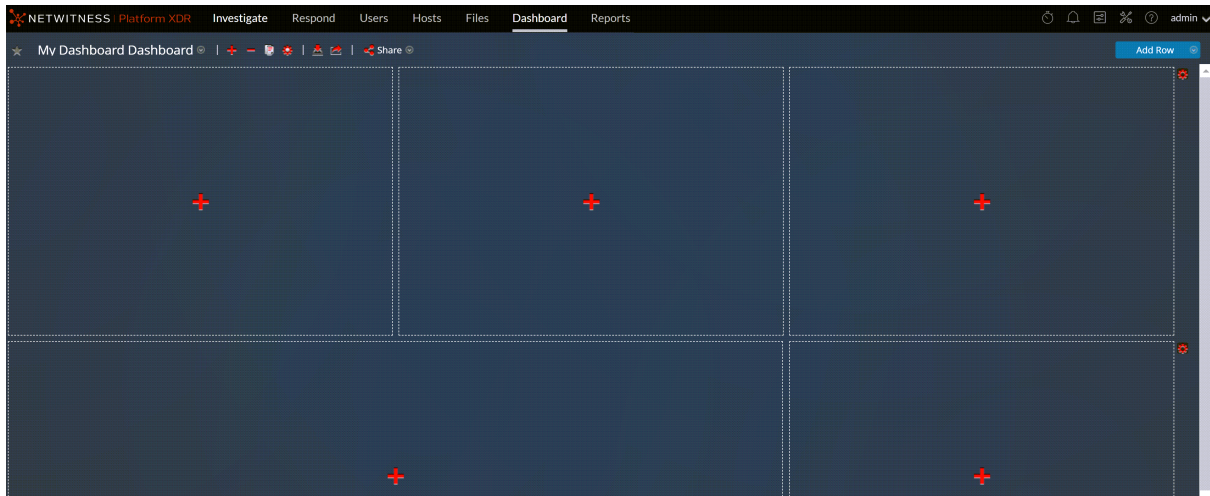 NETWITNESS | Platform XDR Investigate Respond Users Hosts Files Dashboard Reports admin
My Dashboard Dashboard Share Add Row